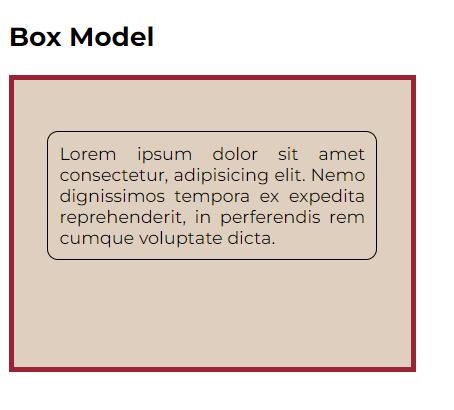 Box Model
Lorem ipsum dolor sit amet
consectetur, adipisicing elit. Nemo
dignissimos tempora ex expedita
reprehenderit, in perferendis rem
cumque voluptate dicta.